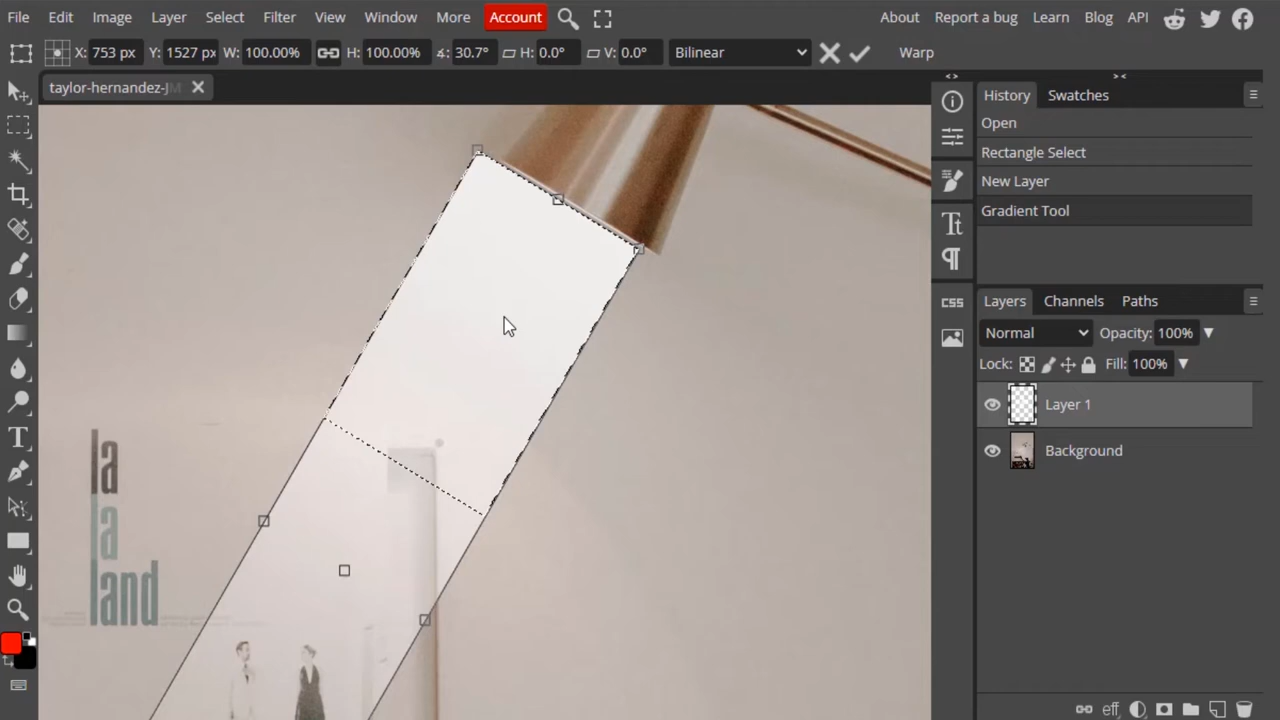 File Edit Image Layer Select Filter View Window More Account About Report a bug Learn Blog API
X: 753 px Y: 1527 px W: 100.00% H: 100.00% ∡: 30.7° H: 0.0° V: 0.0° Bilinear Warp
taylor-hernandez-JM
History Swatches
Open
Rectangle Select
New Layer
Gradient Tool
Layers Channels Paths
Normal Opacity: 100%
Lock: Fill: 100%
Layer 1
Background
CSS
eff
la
la
land